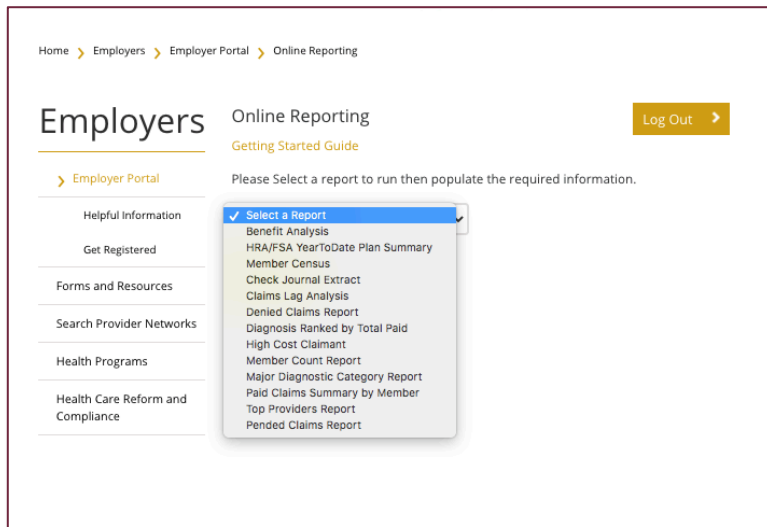 Home > Employers > Employer Portal > Online Reporting
Employers
Employer Portal
Helpful Information
Get Registered
Forms and Resources
Search Provider Networks
Health Programs
Health Care Reform and
Compliance
Online Reporting
Log Out >
Getting Started Guide
Please Select a report to run then populate the required information.
✓ Select a Report
Benefit Analysis
HRA/FSA YearToDate Plan Summary
Member Census
Check Journal Extract
Claims Lag Analysis
Denied Claims Report
Diagnosis Ranked by Total Paid
High Cost Claimant
Member Count Report
Major Diagnostic Category Report
Paid Claims Summary by Member
Top Providers Report
Pended Claims Report